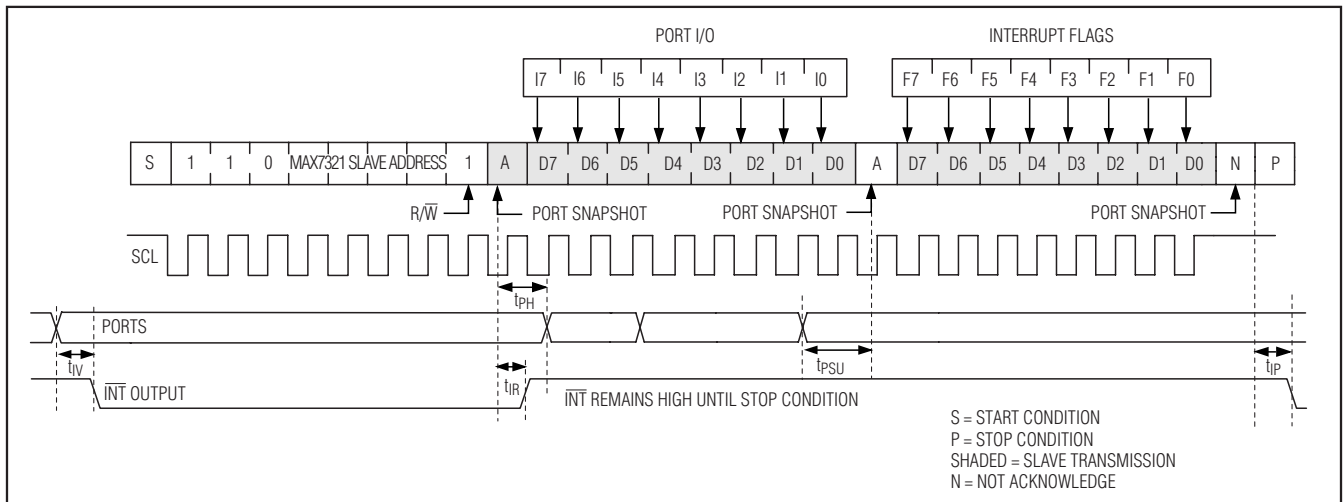 PORT I/O INTERRUPT FLAGS
I7 I6 I5 I4 I3 I2 I1 I0 F7 F6 F5 F4 F3 F2 F1 F0
S 1 1 0 MAX7321 SLAVE ADDRESS 1 A D7 D6 D5 D4 D3 D2 D1 D0 A D7 D6 D5 D4 D3 D2 D1 D0 N P
R/W̅ PORT SNAPSHOT PORT SNAPSHOT PORT SNAPSHOT
SCL
tPH
PORTS
tIV tIR tPSU tIP
I̅N̅T̅ OUTPUT I̅N̅T̅ REMAINS HIGH UNTIL STOP CONDITION
S = START CONDITION
P = STOP CONDITION
SHADED = SLAVE TRANSMISSION
N = NOT ACKNOWLEDGE